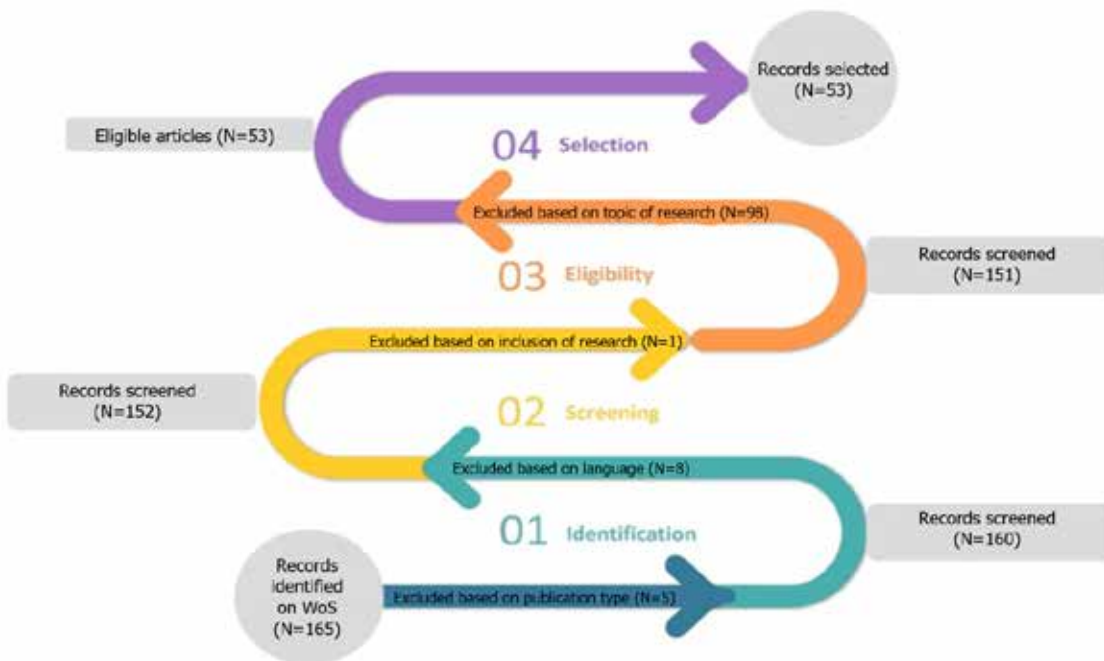 Records selected
(N=53)
Eligible articles (N=53)
04 Selection
Excluded based on topic of research (N=98)
Records screened
(N=151)
03 Eligibility
Excluded based on inclusion of research (N=1)
Records screened
(N=152)
02 Screening
Excluded based on language (N=8)
Records screened
(N=160)
01 Identification
Records
identified
on WoS
(N=165)
Excluded based on publication type (N=5)